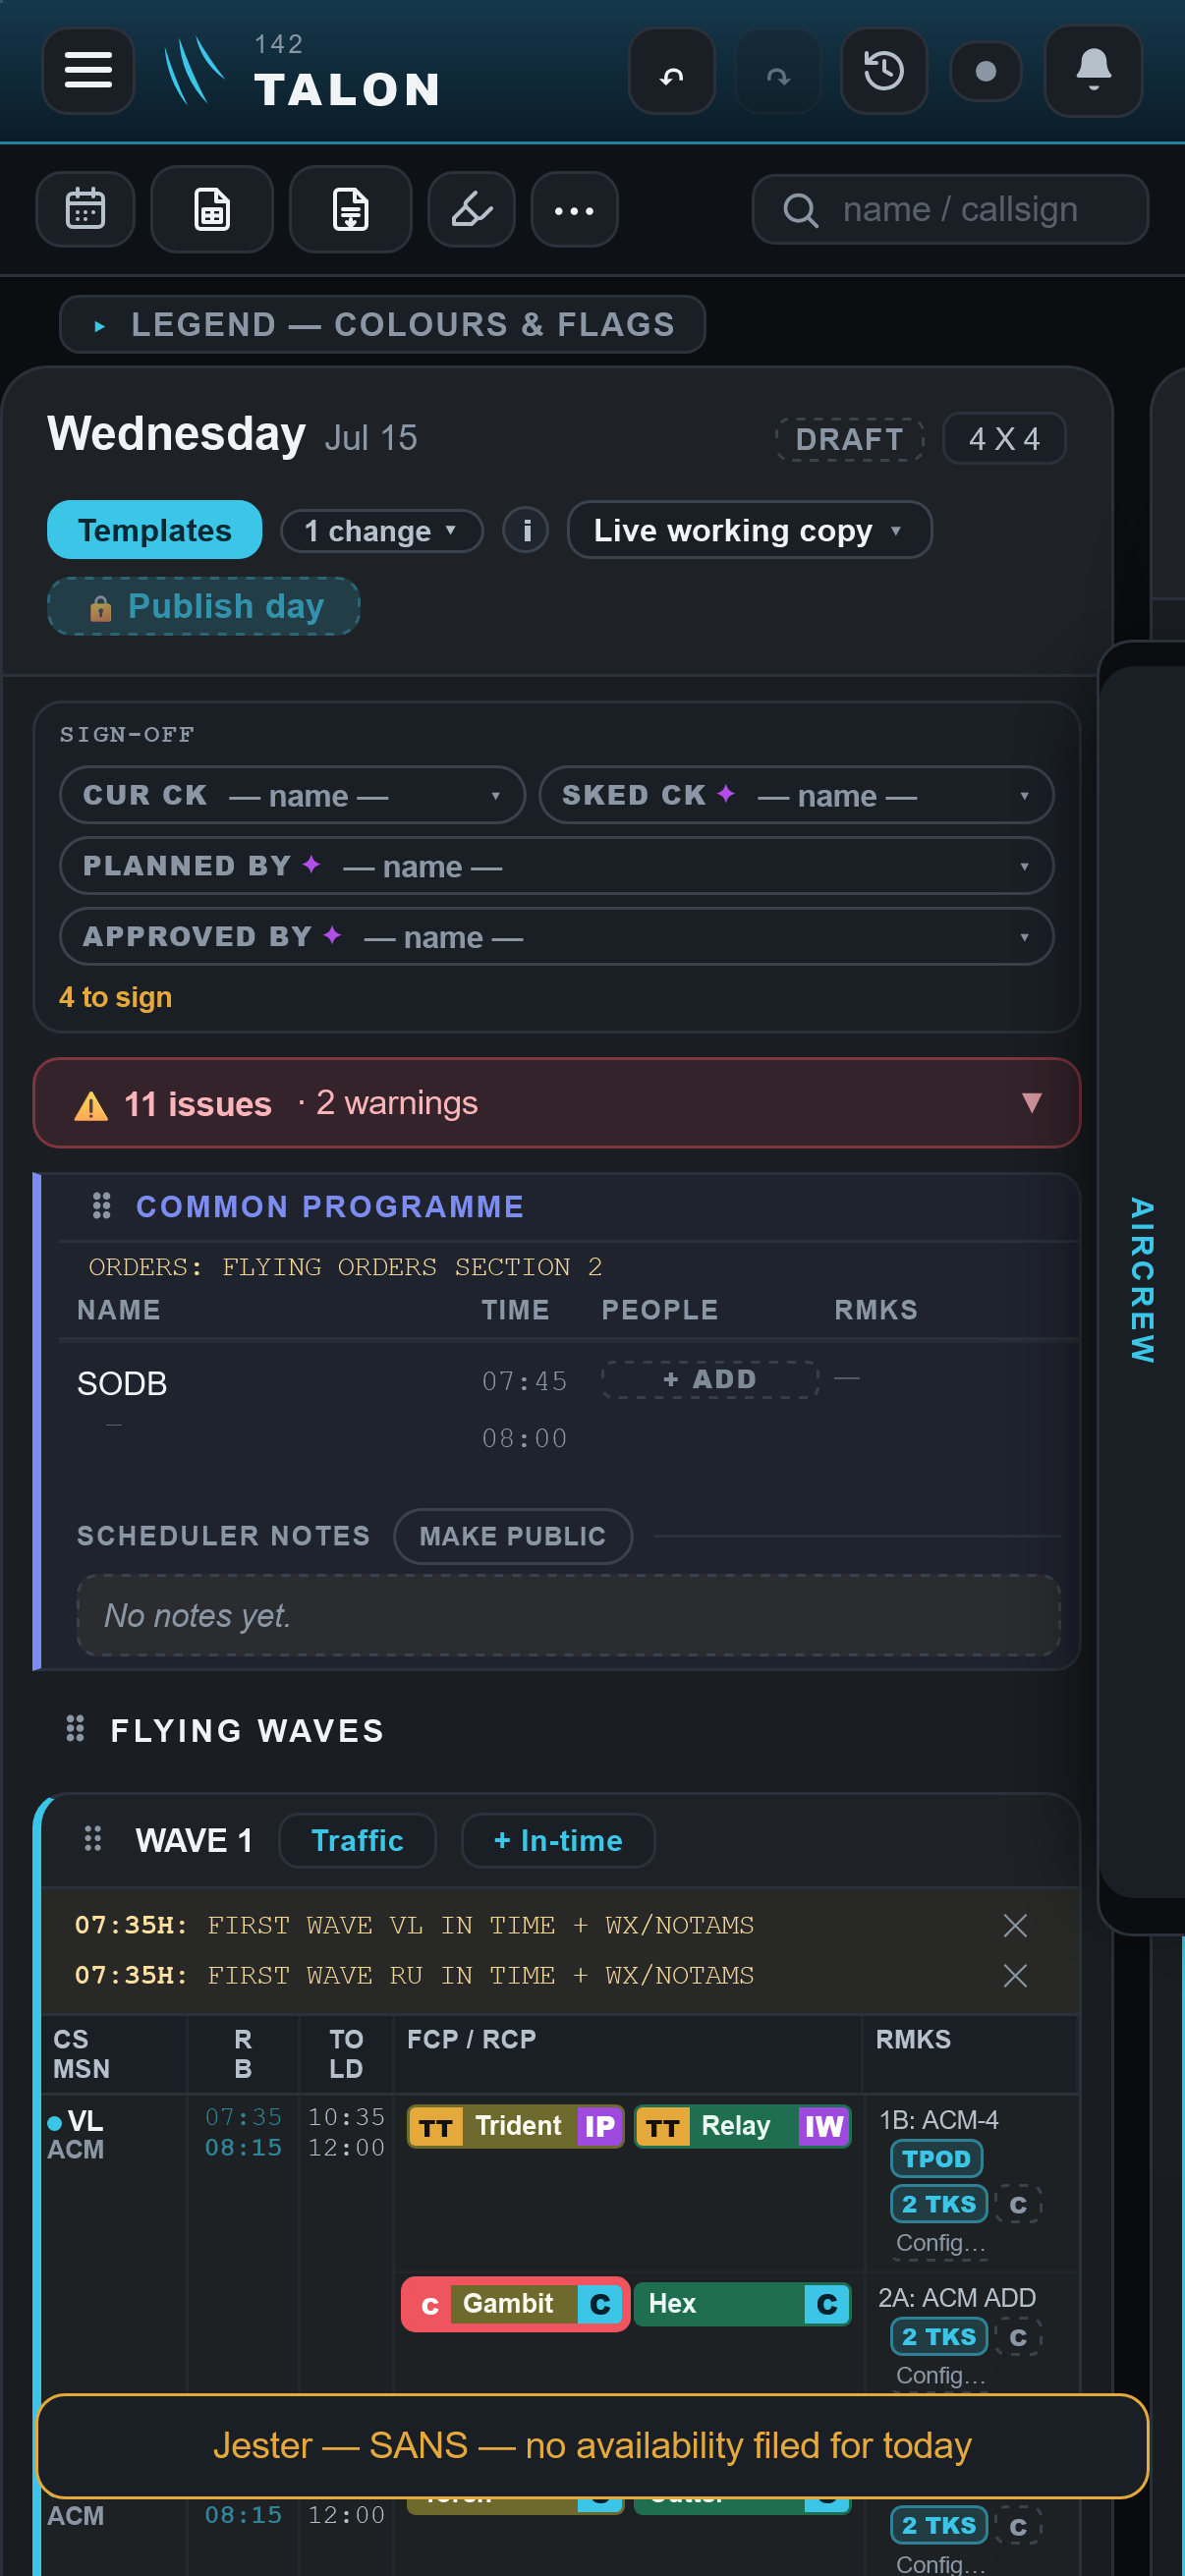 142
TALON
name / callsign
▸ LEGEND — COLOURS & FLAGS
Wednesday Jul 15 DRAFT 4 X 4
Templates 1 change ▾ i Live working copy ▾
🔒 Publish day
SIGN-OFF
CUR CK — name — ▾ SKED CK ✦ — name — ▾
PLANNED BY ✦ — name — ▾
APPROVED BY ✦ — name — ▾
4 to sign
⚠️ 11 issues · 2 warnings ▼
AIRCREW
COMMON PROGRAMME
ORDERS: FLYING ORDERS SECTION 2
NAME TIME PEOPLE RMKS
SODB 07:45 + ADD —
— 08:00
SCHEDULER NOTES MAKE PUBLIC
No notes yet.
FLYING WAVES
WAVE 1 Traffic + In-time
07:35H: FIRST WAVE VL IN TIME + WX/NOTAMS
07:35H: FIRST WAVE RU IN TIME + WX/NOTAMS
CS R TO FCP / RCP RMKS
MSN B LD
VL 07:35 10:35 TT Trident IP TT Relay IW 1B: ACM-4
ACM 08:15 12:00
TPOD
2 TKS C
Config…
C Gambit C Hex C 2A: ACM ADD
2 TKS C
Config…
Jester — SANS — no availability filed for today
ACM 08:15 12:00 2 TKS C
Config…